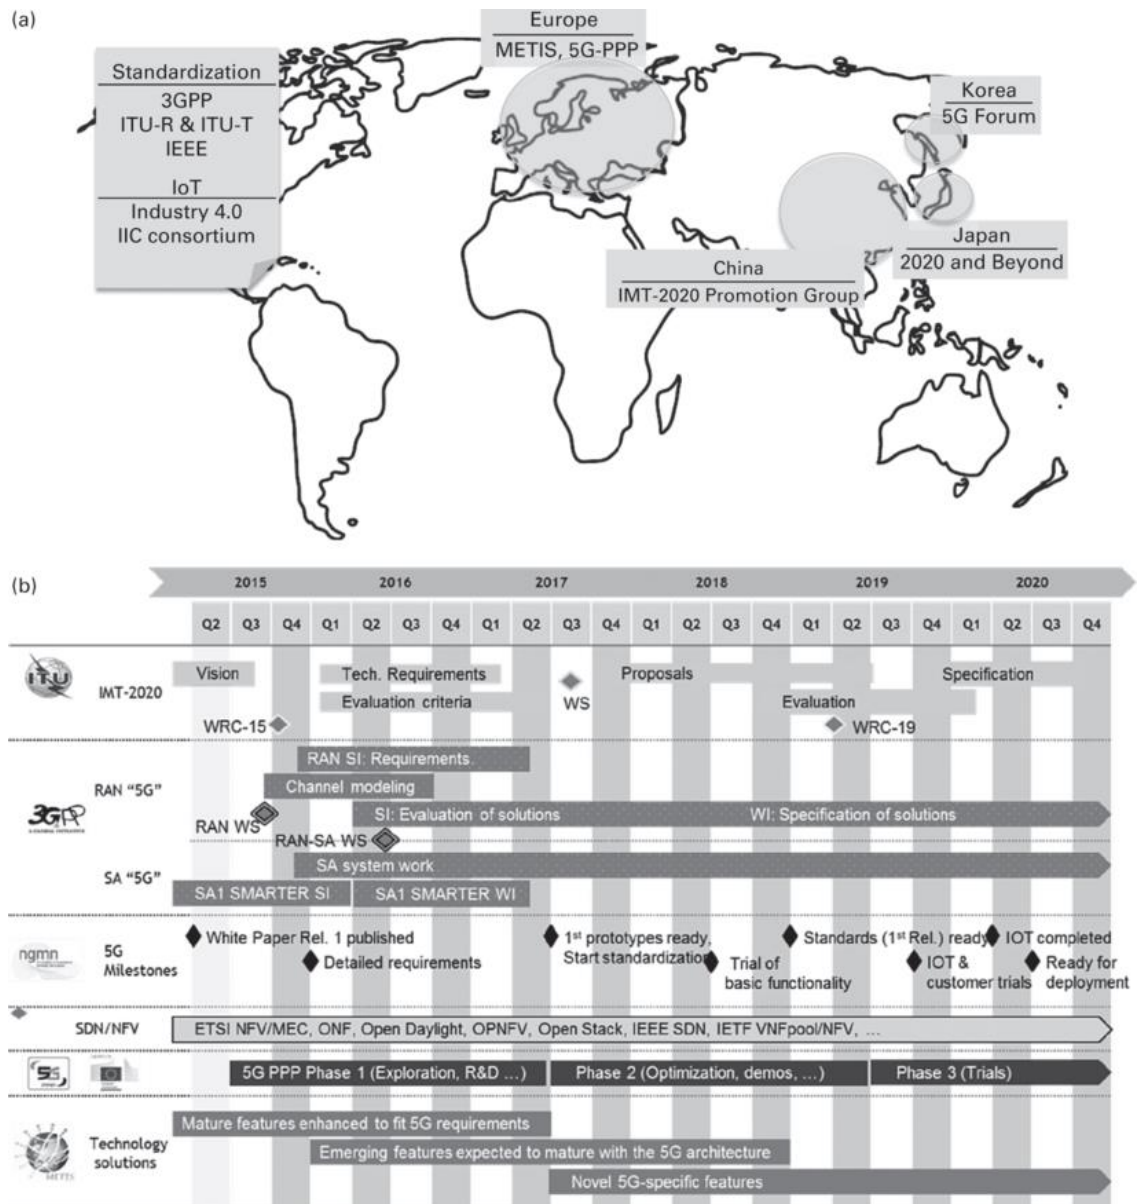 (a)
Europe
METIS, 5G-PPP
Standardization
3GPP
ITU-R & ITU-T
IEEE
IoT
Industry 4.0
IIC consortium
Korea
5G Forum
Japan
2020 and Beyond
China
IMT-2020 Promotion Group
(b)
2015 2016 2017 2018 2019 2020
Q2 Q3 Q4 Q1 Q2 Q3 Q4 Q1 Q2 Q3 Q4 Q1 Q2 Q3 Q4 Q1 Q2 Q3 Q4 Q1 Q2 Q3 Q4
ITU
IMT-2020
Vision
Tech. Requirements
Proposals
Specification
Evaluation criteria
WS
Evaluation
WRC-15
WRC-19
3GPP
RAN "5G"
RAN SI: Requirements
Channel modeling
SI: Evaluation of solutions
WI: Specification of solutions
RAN WS
RAN-SA WS
SA "5G"
SA system work
SA1 SMARTER SI
SA1 SMARTER WI
ngmn
5G
Milestones
White Paper Rel. 1 published
Detailed requirements
1st prototypes ready,
Start standardization
Trial of
basic functionality
Standards (1st Rel.) ready
IOT &
customer trials
IOT completed
Ready for
deployment
SDN/NFV
ETSI NFV/MEC, ONF, Open Daylight, OPNFV, Open Stack, IEEE SDN, IETF VNFpool/NFV, ...
5G PPP Phase 1 (Exploration, R&D ...)
Phase 2 (Optimization, demos, ...)
Phase 3 (Trials)
METIS
Technology
solutions
Mature features enhanced to fit 5G requirements
Emerging features expected to mature with the 5G architecture
Novel 5G-specific features